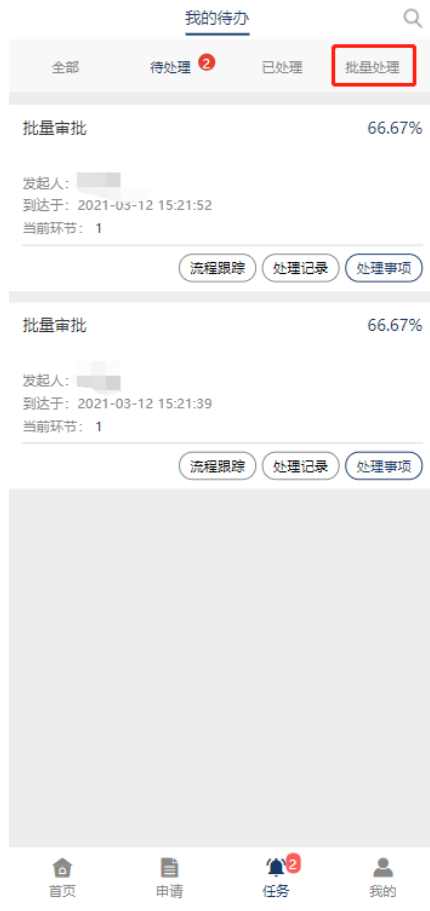 我的待办
全部 待处理 2 已处理 批量处理
批量审批 66.67%
发起人：
到达于：2021-03-12 15:21:52
当前环节：1
流程跟踪 处理记录 处理事项
批量审批 66.67%
发起人：
到达于：2021-03-12 15:21:39
当前环节：1
流程跟踪 处理记录 处理事项
2
首页 申请 任务 我的